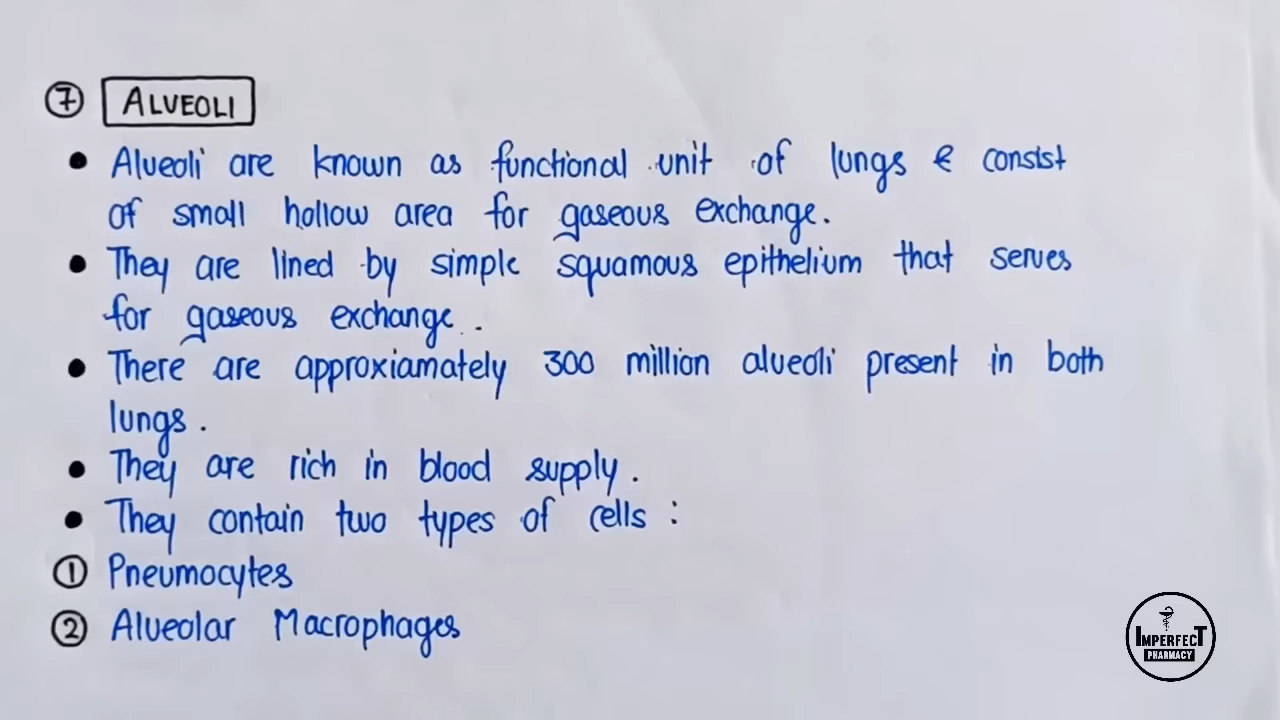 ⑦ ALVEOLI
• Alveoli are known as functional unit of lungs & consist
of small hollow area for gaseous exchange.
• They are lined by simple squamous epithelium that serves
for gaseous exchange.
• There are approxiamately 300 million alveoli present in both
lungs.
• They are rich in blood supply.
• They contain two types of cells :
① Pneumocytes
② Alveolar Macrophages
IMPERFECT
PHARMACY